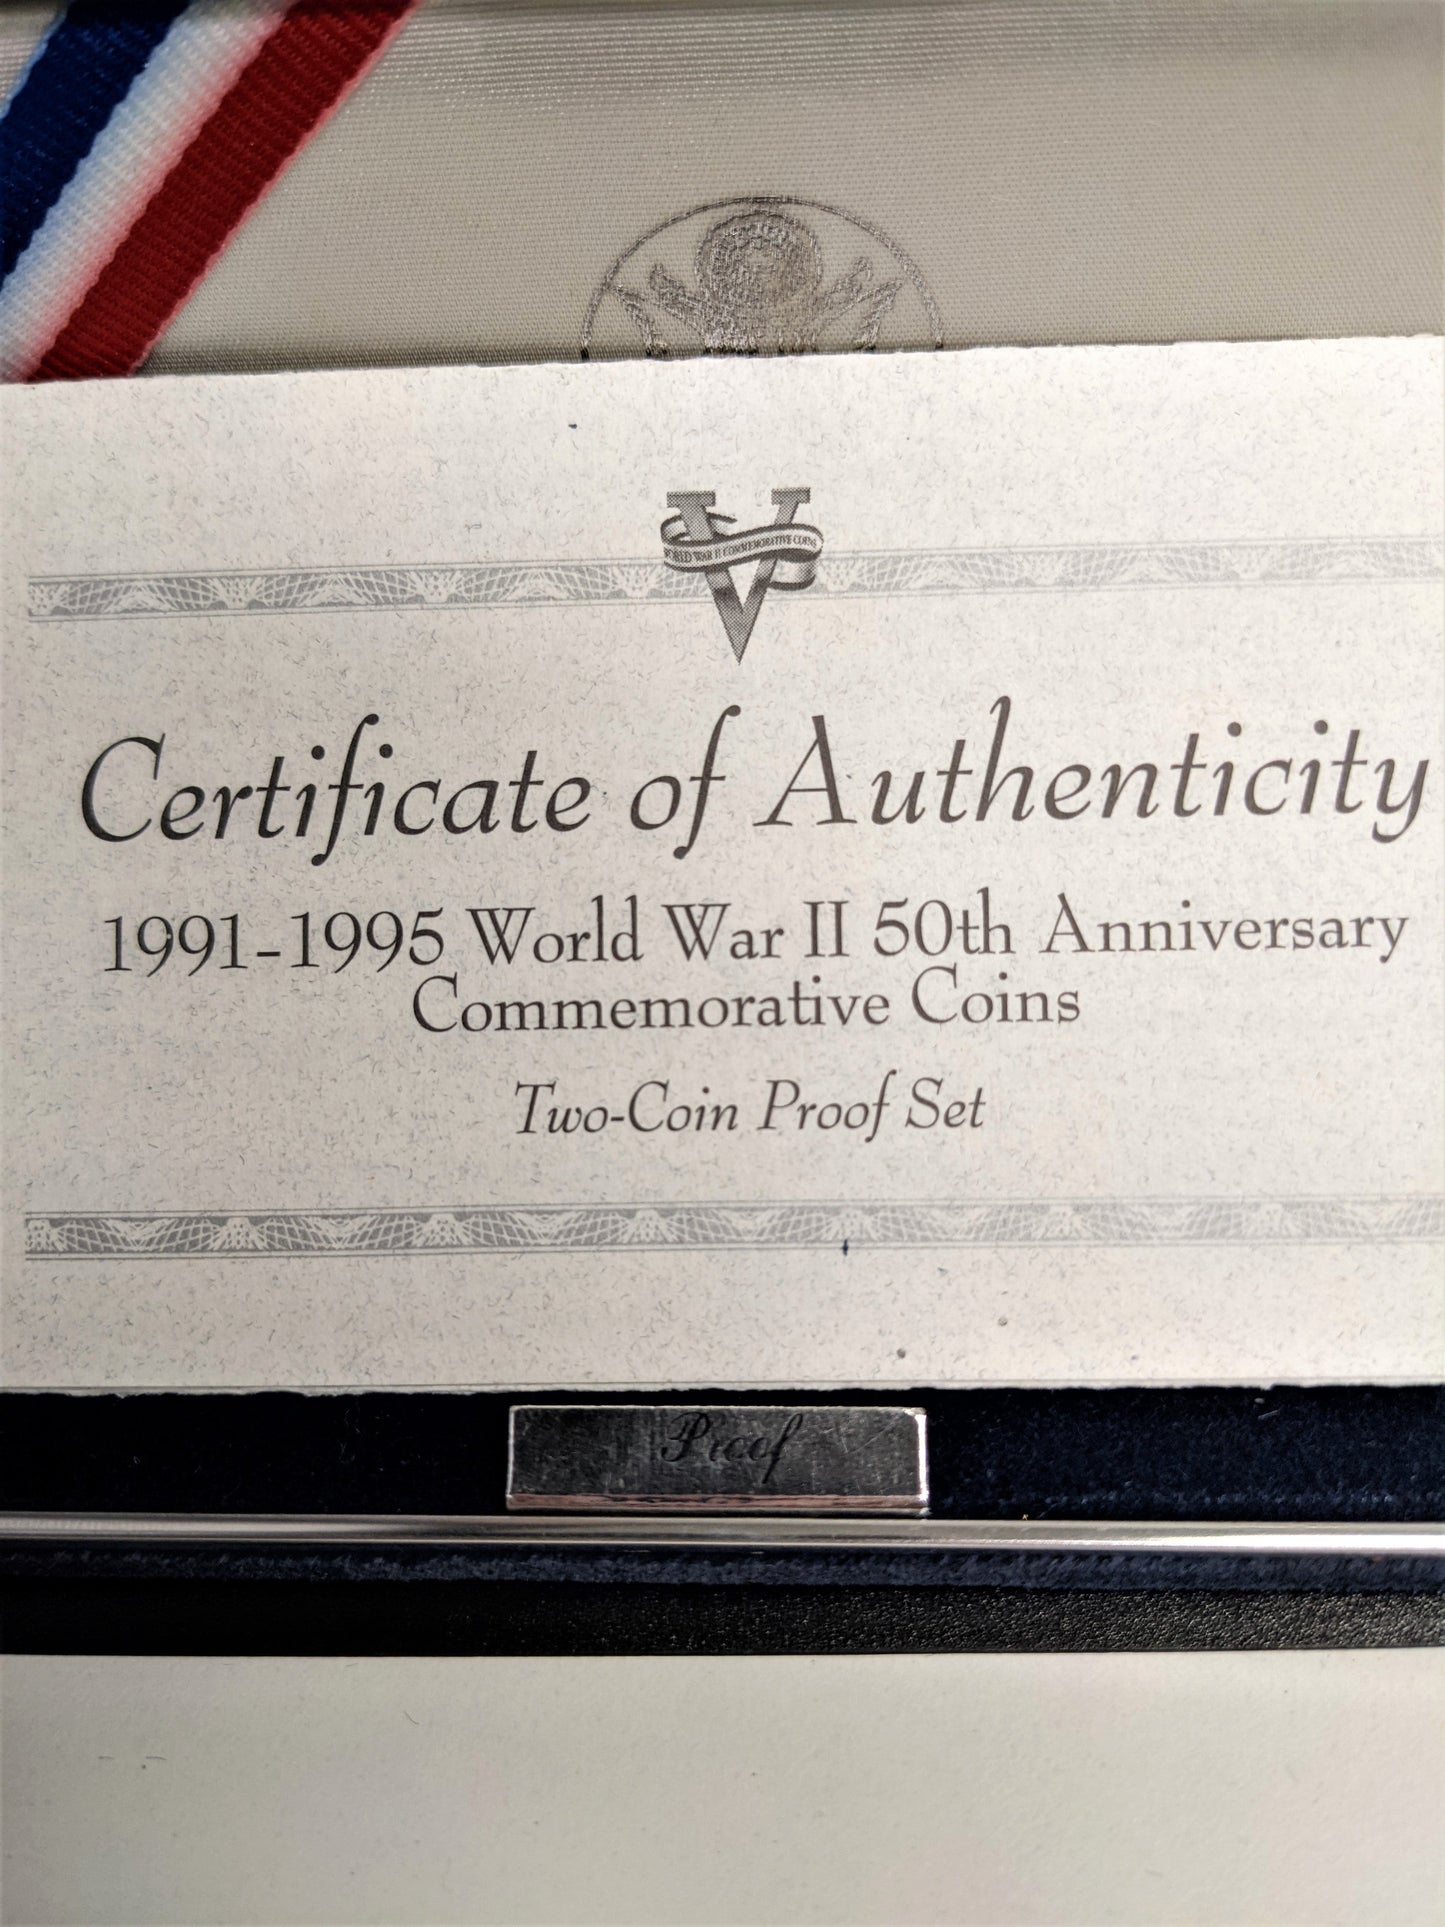 WORLD WAR II COMMEMORATIVE COINS
Certificate of Authenticity
1991-1995 World War II 50th Anniversary
Commemorative Coins
Two-Coin Proof Set
Proof